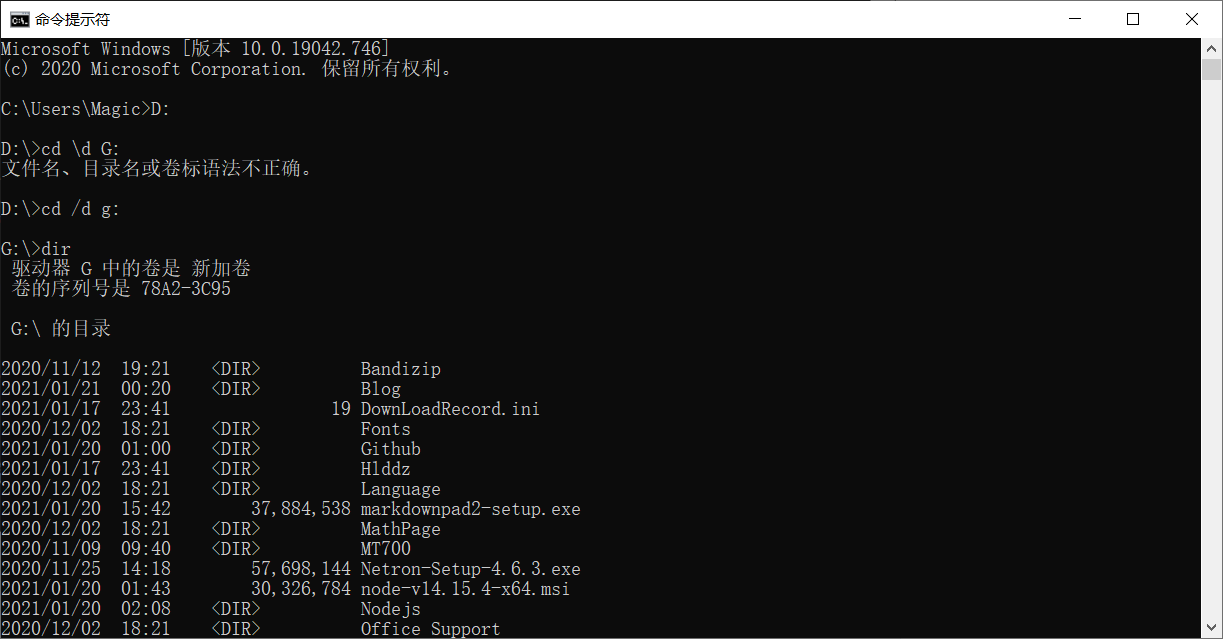 命令提示符
Microsoft Windows [版本 10.0.19042.746]
(c) 2020 Microsoft Corporation. 保留所有权利。
C:\Users\Magic>D:
D:\>cd \d G:
文件名、目录名或卷标语法不正确。
D:\>cd /d g:
G:\>dir
驱动器 G 中的卷是 新加卷
卷的序列号是 78A2-3C95
G:\ 的目录
2020/11/12  19:21    <DIR>          Bandizip
2021/01/21  00:20    <DIR>          Blog
2021/01/17  23:41                19 DownLoadRecord.ini
2020/12/02  18:21    <DIR>          Fonts
2021/01/20  01:00    <DIR>          Github
2021/01/17  23:41    <DIR>          Hlddz
2020/12/02  18:21    <DIR>          Language
2021/01/20  15:42        37,884,538 markdownpad2-setup.exe
2020/12/02  18:21    <DIR>          MathPage
2020/11/09  09:40    <DIR>          MT700
2020/11/25  14:18        57,698,144 Netron-Setup-4.6.3.exe
2021/01/20  01:43        30,326,784 node-v14.15.4-x64.msi
2021/01/20  02:08    <DIR>          Nodejs
2020/12/02  18:21    <DIR>          Office Support